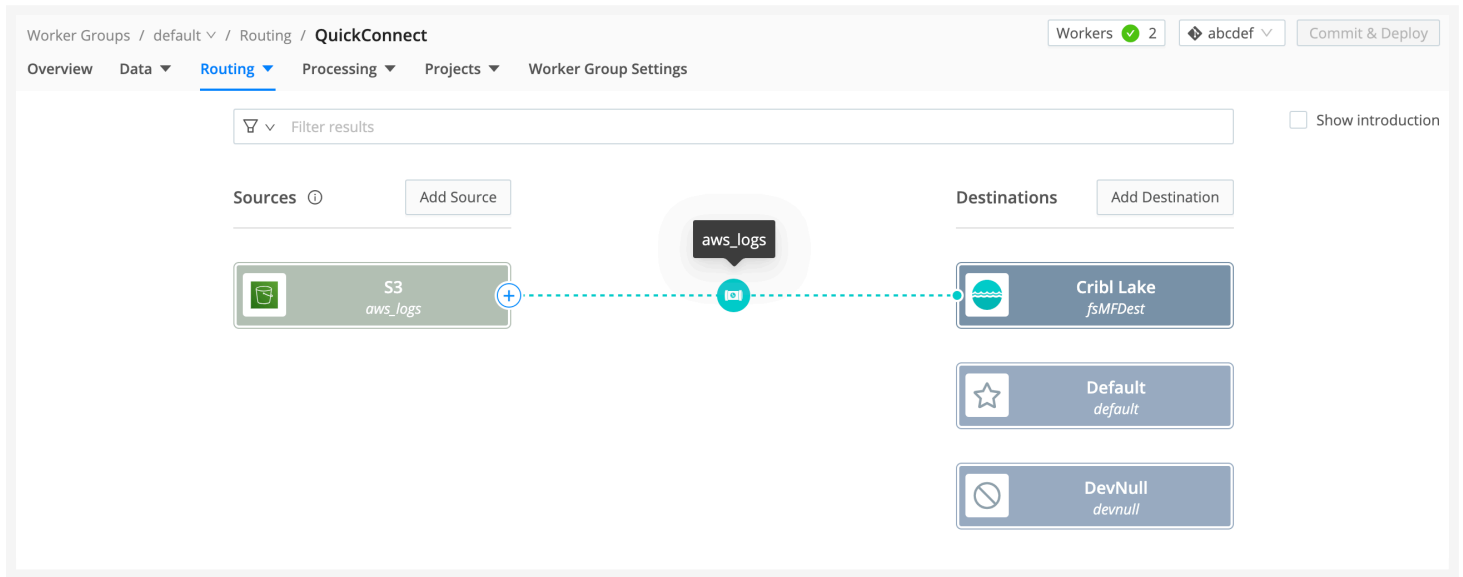 Worker Groups / default / Routing / QuickConnect
Workers 2 abcdef Commit & Deploy
Overview Data Routing Processing Projects Worker Group Settings
Filter results
Show introduction
Sources Add Source
Destinations Add Destination
aws_logs
S3
aws_logs
Cribl Lake
fsMFDest
Default
default
DevNull
devnull